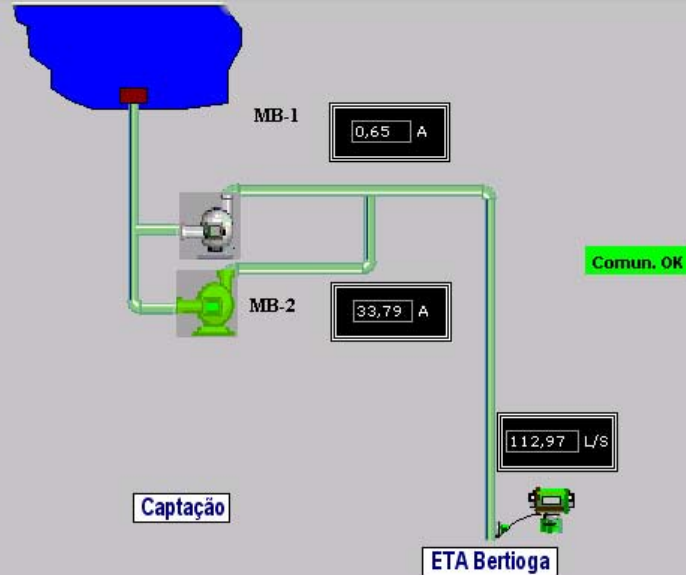 MB-1
0,65 A
Comun. OK
MB-2
33,79 A
112,97 L/S
Captação
ETA Bertioga